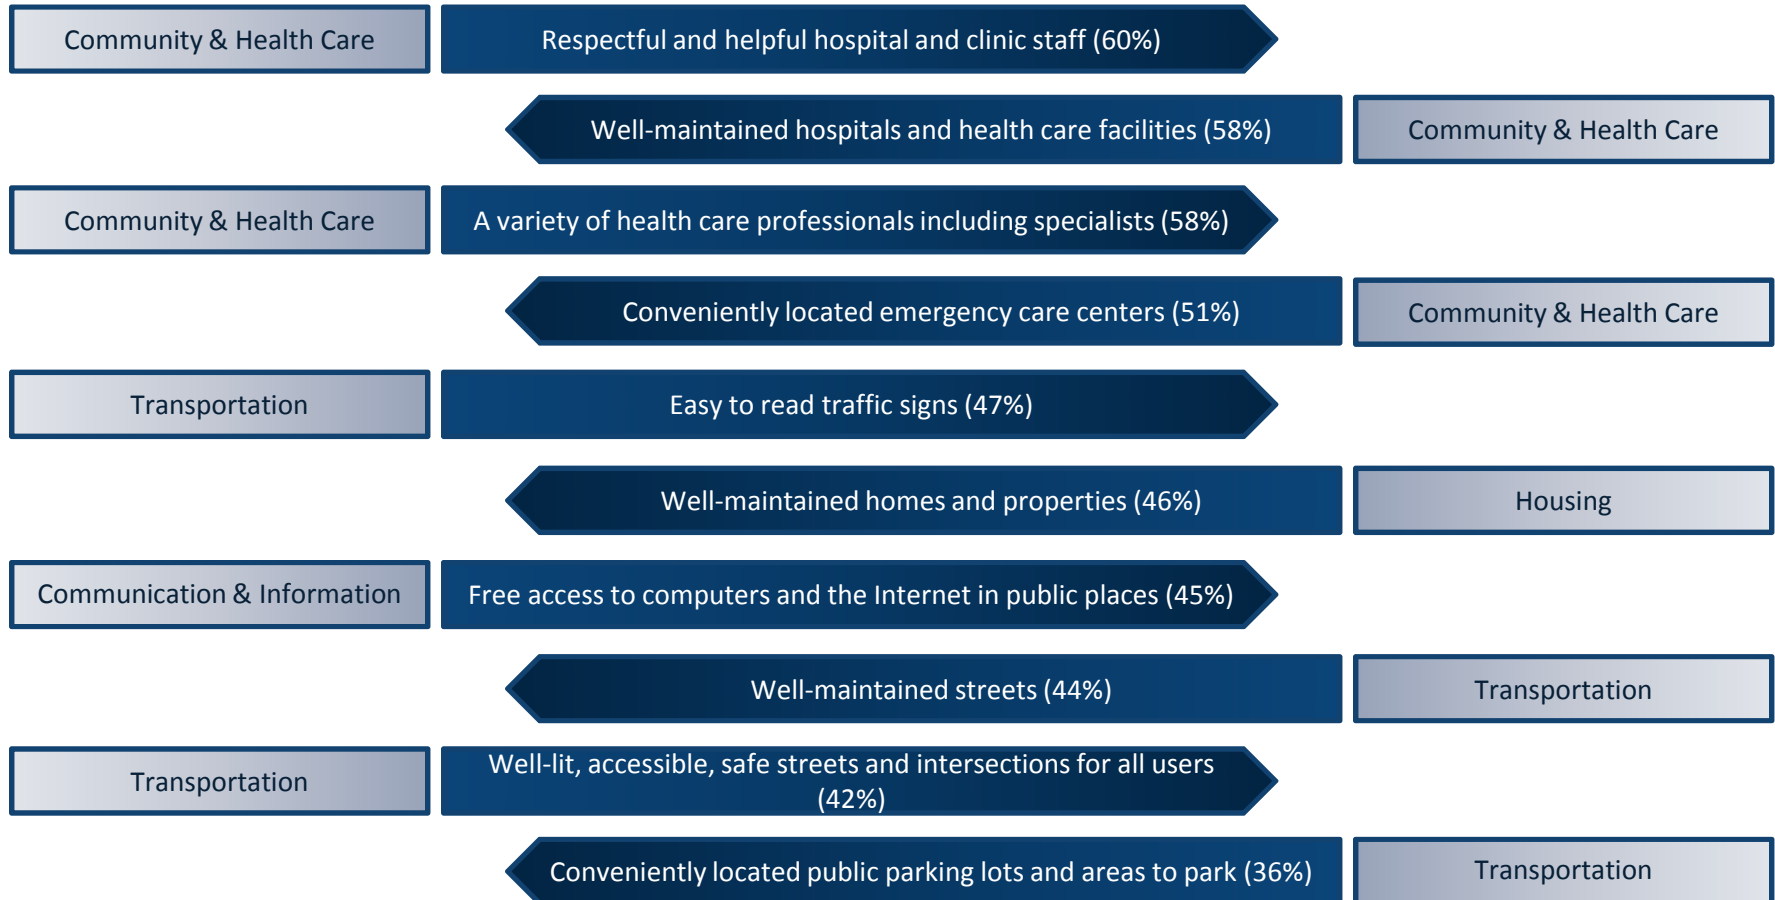 Community & Health Care
Respectful and helpful hospital and clinic staff (60%)
Well-maintained hospitals and health care facilities (58%)
Community & Health Care
Community & Health Care
A variety of health care professionals including specialists (58%)
Conveniently located emergency care centers (51%)
Community & Health Care
Transportation
Easy to read traffic signs (47%)
Well-maintained homes and properties (46%)
Housing
Communication & Information
Free access to computers and the Internet in public places (45%)
Well-maintained streets (44%)
Transportation
Transportation
Well-lit, accessible, safe streets and intersections for all users
(42%)
Conveniently located public parking lots and areas to park (36%)
Transportation